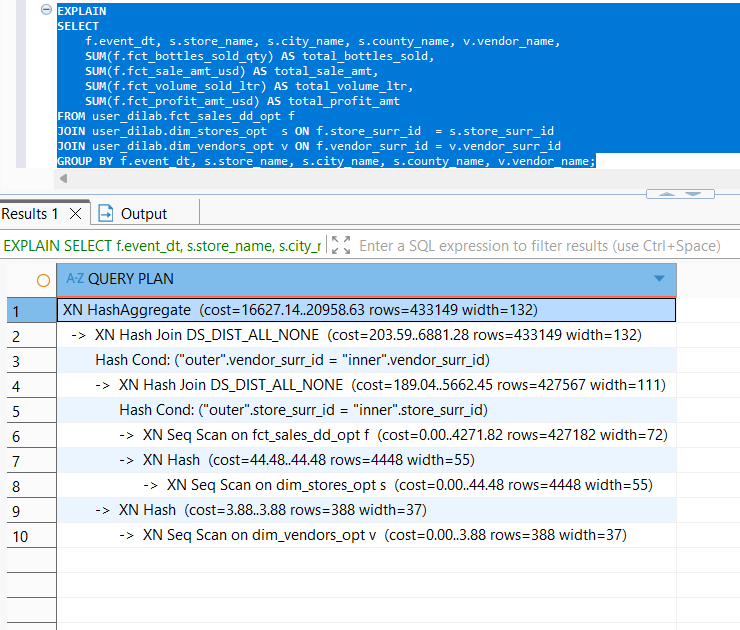 EXPLAIN
SELECT
f.event_dt, s.store_name, s.city_name, s.county_name, v.vendor_name,
SUM(f.fct_bottles_sold_qty) AS total_bottles_sold,
SUM(f.fct_sale_amt_usd) AS total_sale_amt,
SUM(f.fct_volume_sold_ltr) AS total_volume_ltr,
SUM(f.fct_profit_amt_usd) AS total_profit_amt
FROM user_dilab.fct_sales_dd_opt f
JOIN user_dilab.dim_stores_opt  s ON f.store_surr_id  = s.store_surr_id
JOIN user_dilab.dim_vendors_opt v ON f.vendor_surr_id = v.vendor_surr_id
GROUP BY f.event_dt, s.store_name, s.city_name, s.county_name, v.vendor_name;
Results 1 Output
EXPLAIN SELECT f.event_dt, s.store_name, s.city_r Enter a SQL expression to filter results (use Ctrl+Space)
A-Z QUERY PLAN
1 XN HashAggregate (cost=16627.14..20958.63 rows=433149 width=132)
2 -> XN Hash Join DS_DIST_ALL_NONE (cost=203.59..6881.28 rows=433149 width=132)
3 Hash Cond: ("outer".vendor_surr_id = "inner".vendor_surr_id)
4 -> XN Hash Join DS_DIST_ALL_NONE (cost=189.04..5662.45 rows=427567 width=111)
5 Hash Cond: ("outer".store_surr_id = "inner".store_surr_id)
6 -> XN Seq Scan on fct_sales_dd_opt f (cost=0.00..4271.82 rows=427182 width=72)
7 -> XN Hash (cost=44.48..44.48 rows=4448 width=55)
8 -> XN Seq Scan on dim_stores_opt s (cost=0.00..44.48 rows=4448 width=55)
9 -> XN Hash (cost=3.88..3.88 rows=388 width=37)
10 -> XN Seq Scan on dim_vendors_opt v (cost=0.00..3.88 rows=388 width=37)